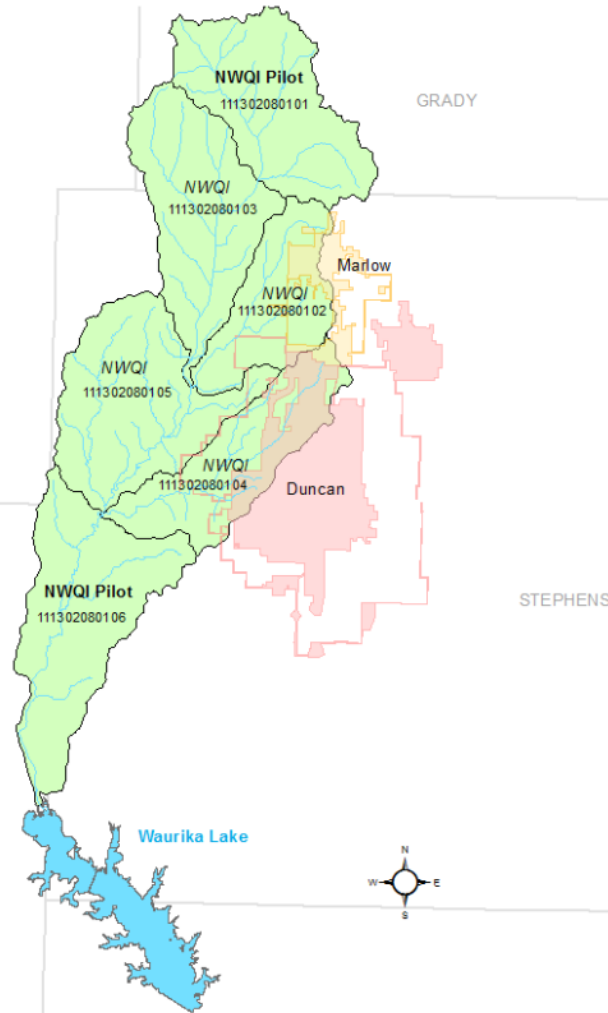 NWQI Pilot
111302080101
GRADY
NWQI
111302080103
Marlow
NWQI
111302080102
NWQI
111302080105
NWQI
111302080104
Duncan
NWQI Pilot
111302080106
STEPHENS
Waurika Lake
N
W
E
S